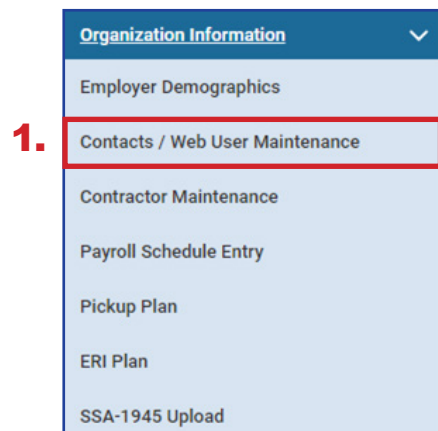 Organization Information
Employer Demographics
1. Contacts / Web User Maintenance
Contractor Maintenance
Payroll Schedule Entry
Pickup Plan
ERI Plan
SSA-1945 Upload